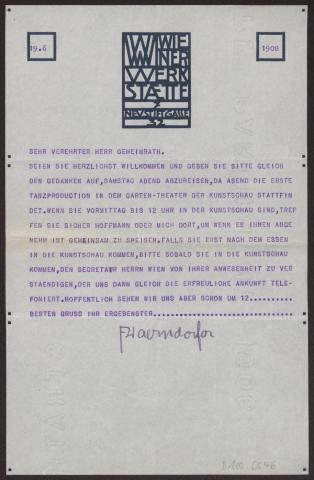 19.6
1908
WIE
NER
WERK
STÆTTE
NEVSTIFTGASSE
32
SEHR VEREHRTER HERR GEHEIMRATH.
SEIEN SIE HERZLICHST WILLKOMMEN UND GEBEN SIE BITTE GLEICH
DEN GEDANKEN AUF, SAMSTAG ABEND ABZUREISEN, DA ABEND DIE ERSTE
TANZPRODUCTION IN DEM GARTEN-THEATER DER KUNSTSCHAU STATTFIN
DET. WENN SIE VORMITTAG BIS 12 UHR IN DER KUNSTSCHAU SIND, TREF
FEN SIE SICHER HOFFMANN ODER MICH DORT, UM WENN ES IHNEN ANGE
NEHM IST GEMEINSAM ZU SPEISEN. FALLS SIE ERST NACH DEM ESSEN
IN DIE KUNSTSCHAU KOMMEN, BITTE SOBALD SIE IN DIE KUNSTSCHAU
KOMMEN, DEN SECRETAIR HERRN WIEN VON IHRER ANWESENHEIT ZU VER
STAENDIGEN, DER UNS DANN GLEICH DIE ERFREULICHE ANKUNFT TELE-
FONIERT. HOFFENTLICH SEHEN WIR UNS ABER SCHON UM 12..........
BESTEN GRUSS IHR ERGEBENSTER.............................
FWaerndorfer